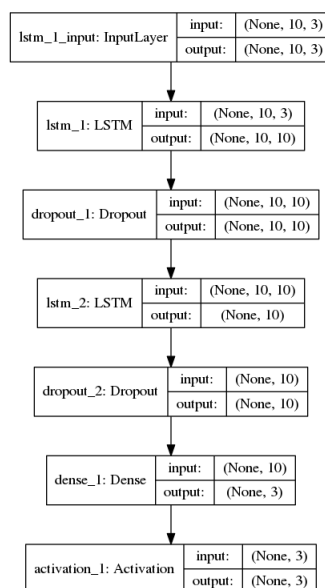 lstm_1_input: InputLayer input: (None, 10, 3)
output: (None, 10, 3)
lstm_1: LSTM input: (None, 10, 3)
output: (None, 10, 10)
dropout_1: Dropout input: (None, 10, 10)
output: (None, 10, 10)
lstm_2: LSTM input: (None, 10, 10)
output: (None, 10)
dropout_2: Dropout input: (None, 10)
output: (None, 10)
dense_1: Dense input: (None, 10)
output: (None, 3)
activation_1: Activation input: (None, 3)
output: (None, 3)